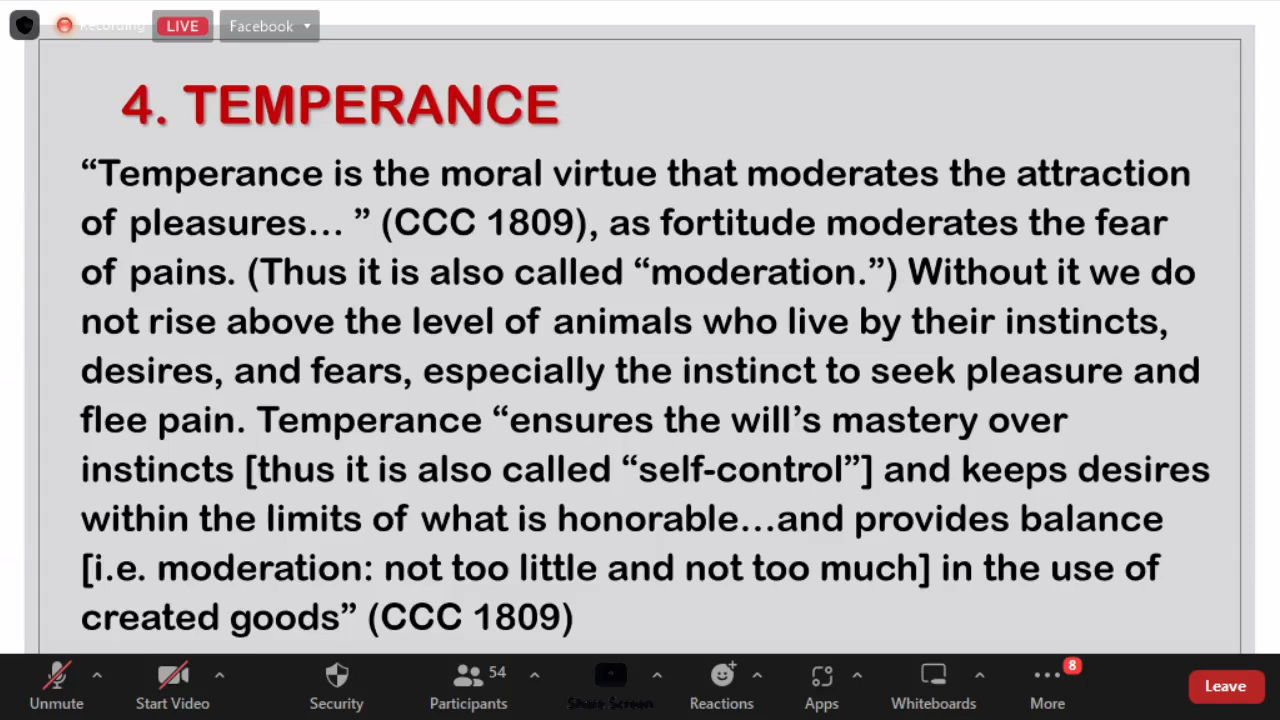 Recording LIVE Facebook
4. TEMPERANCE
“Temperance is the moral virtue that moderates the attraction
of pleasures... ” (CCC 1809), as fortitude moderates the fear
of pains. (Thus it is also called “moderation.”) Without it we do
not rise above the level of animals who live by their instincts,
desires, and fears, especially the instinct to seek pleasure and
flee pain. Temperance “ensures the will’s mastery over
instincts [thus it is also called “self-control”] and keeps desires
within the limits of what is honorable...and provides balance
[i.e. moderation: not too little and not too much] in the use of
created goods” (CCC 1809)
54 8
Unmute Start Video Security Participants Share Screen Reactions Apps Whiteboards More Leave